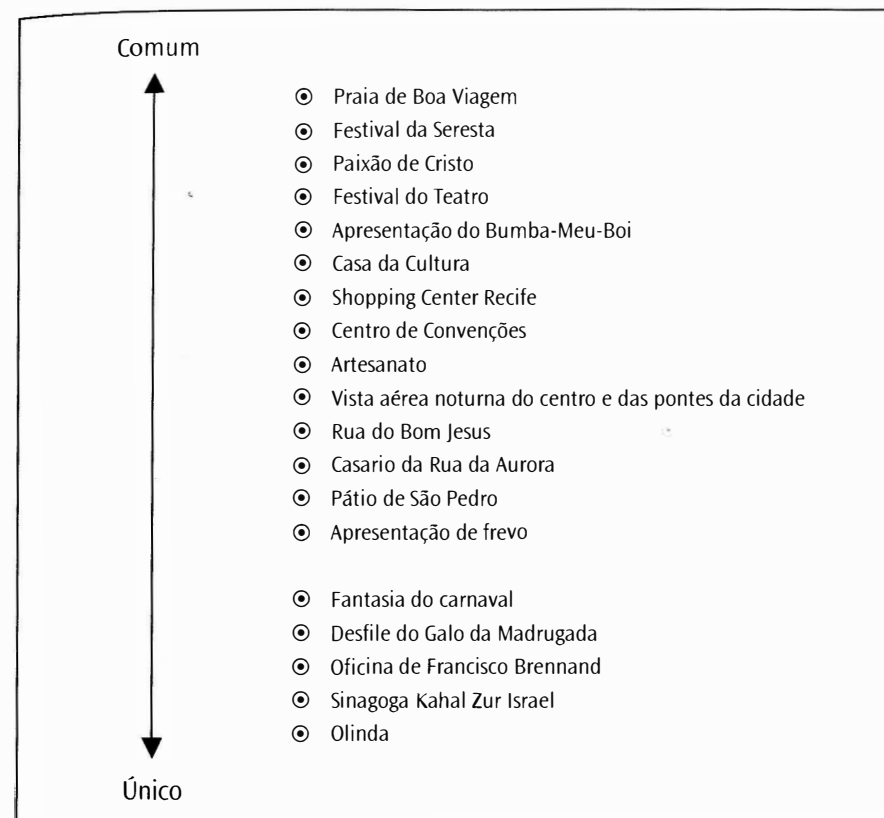 Comum
Praia de Boa Viagem
Festival da Seresta
Paixão de Cristo
Festival do Teatro
Apresentação do Bumba-Meu-Boi
Casa da Cultura
Shopping Center Recife
Centro de Convenções
Artesanato
Vista aérea noturna do centro e das pontes da cidade
Rua do Bom Jesus
Casario da Rua da Aurora
Pátio de São Pedro
Apresentação de frevo
Fantasia do carnaval
Desfile do Galo da Madrugada
Oficina de Francisco Brennand
Sinagoga Kahal Zur Israel
Olinda
Único